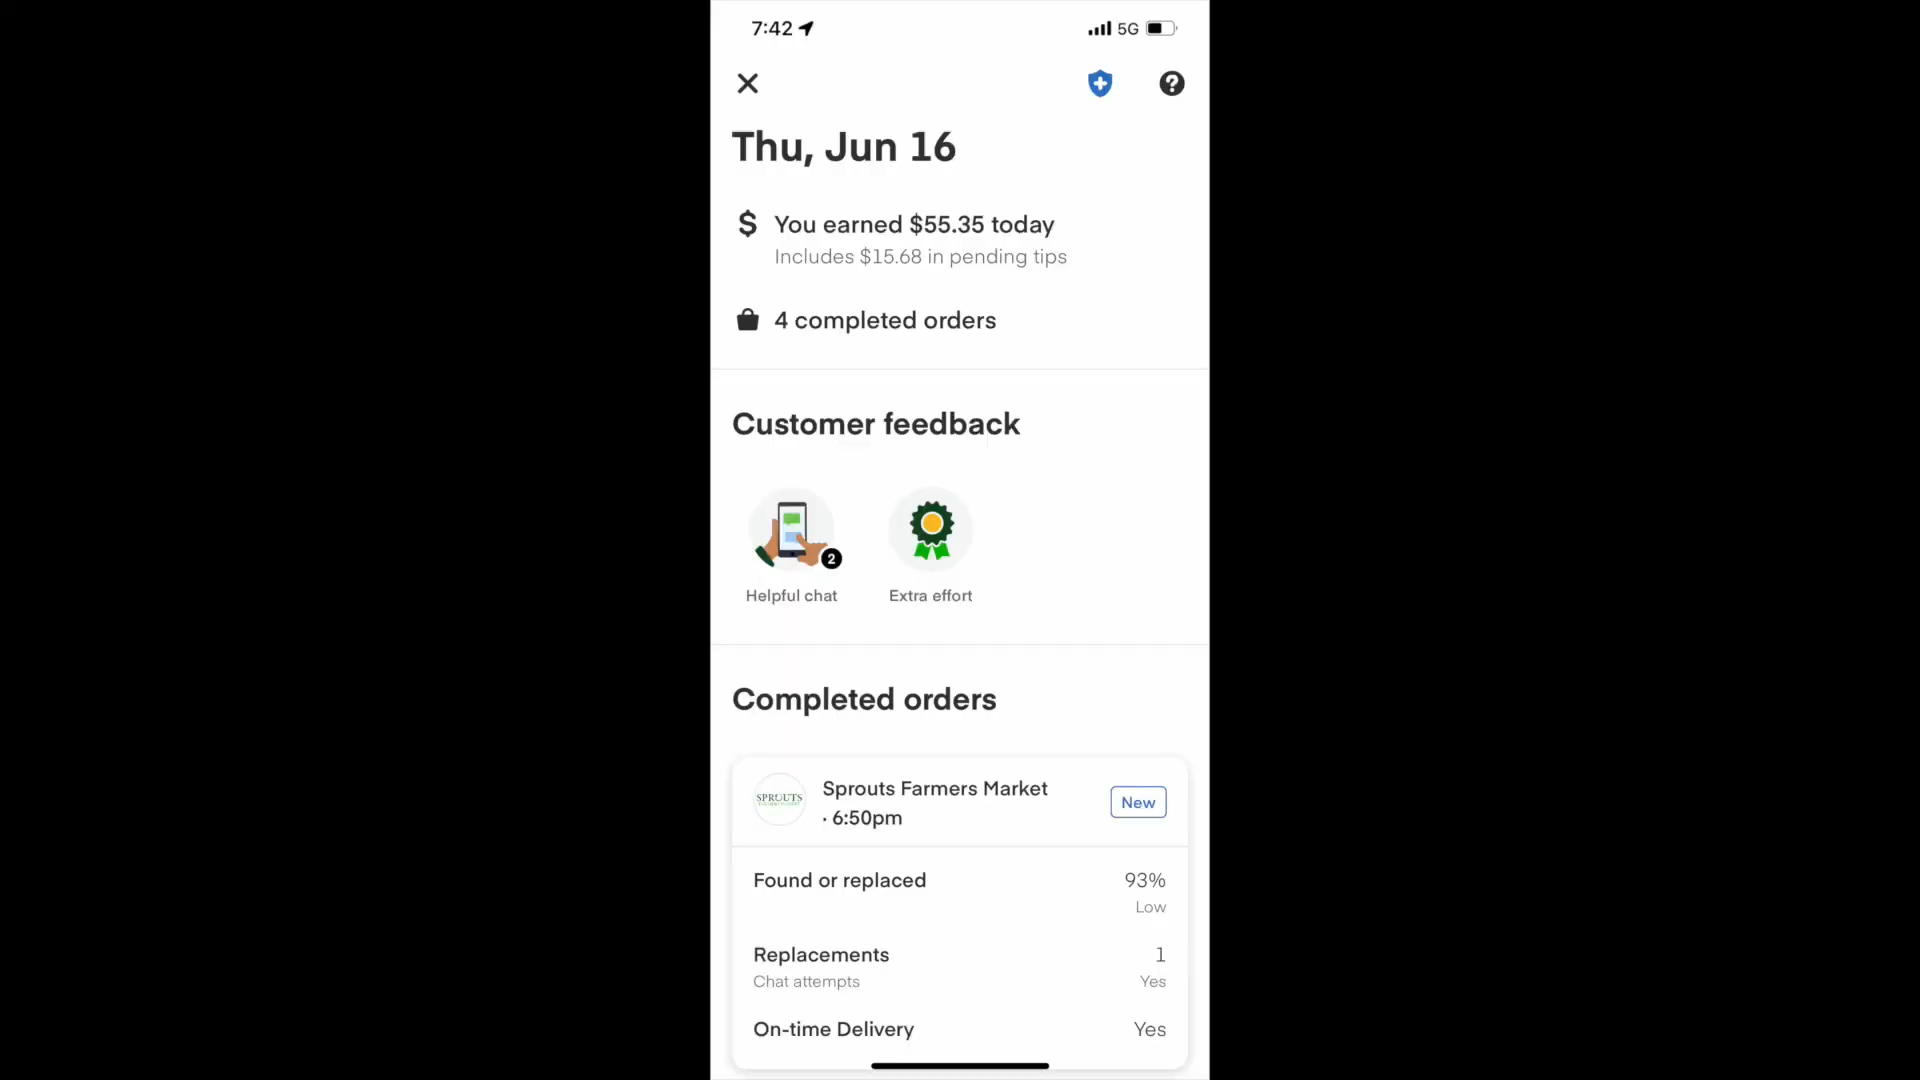 7:42
5G
Thu, Jun 16
$ You earned $55.35 today
Includes $15.68 in pending tips
4 completed orders
Customer feedback
2
Helpful chat
Extra effort
Completed orders
SPROUTS
Sprouts Farmers Market
· 6:50pm
New
Found or replaced 93%
Low
Replacements 1
Chat attempts Yes
On-time Delivery Yes